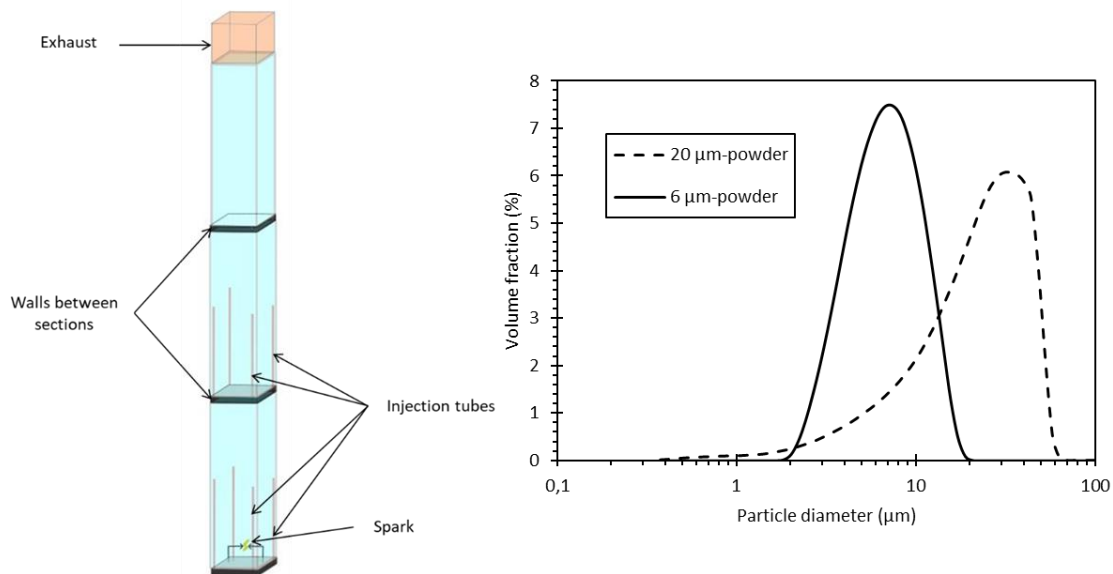 Exhaust
Walls between
sections
Injection tubes
Spark
8
7
6
5
4
3
2
1
0
Volume fraction (%)
20 µm-powder
6 µm-powder
0,1
1
10
100
Particle diameter (µm)